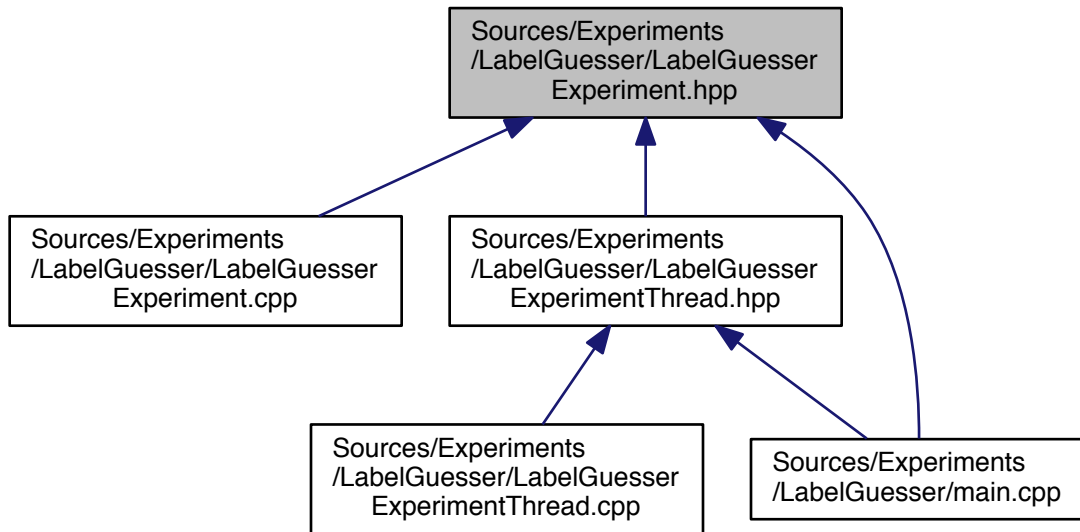 Sources/Experiments
/LabelGuesser/LabelGuesser
Experiment.hpp
Sources/Experiments
/LabelGuesser/LabelGuesser
Experiment.cpp
Sources/Experiments
/LabelGuesser/LabelGuesser
ExperimentThread.hpp
Sources/Experiments
/LabelGuesser/LabelGuesser
ExperimentThread.cpp
Sources/Experiments
/LabelGuesser/main.cpp